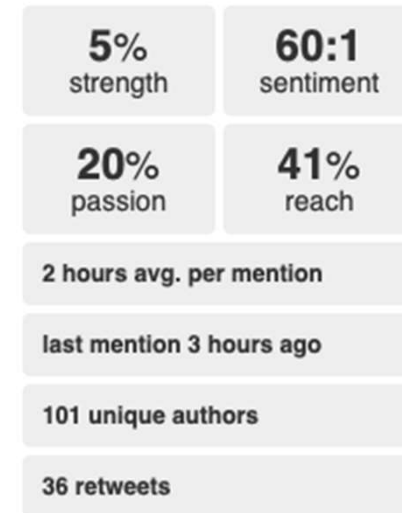 5%
strength
60:1
sentiment
20%
passion
41%
reach
2 hours avg. per mention
last mention 3 hours ago
101 unique authors
36 retweets